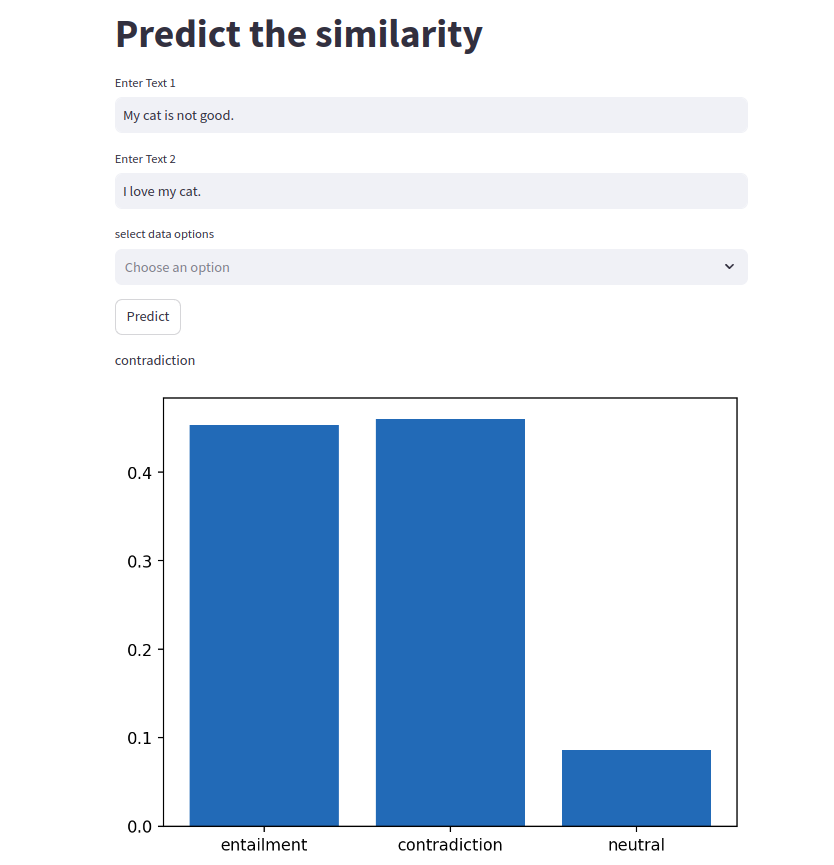 Predict the similarity
Enter Text 1
My cat is not good.
Enter Text 2
I love my cat.
select data options
Choose an option
Predict
contradiction
0.4
0.3
0.2
0.1
0.0
entailment contradiction neutral